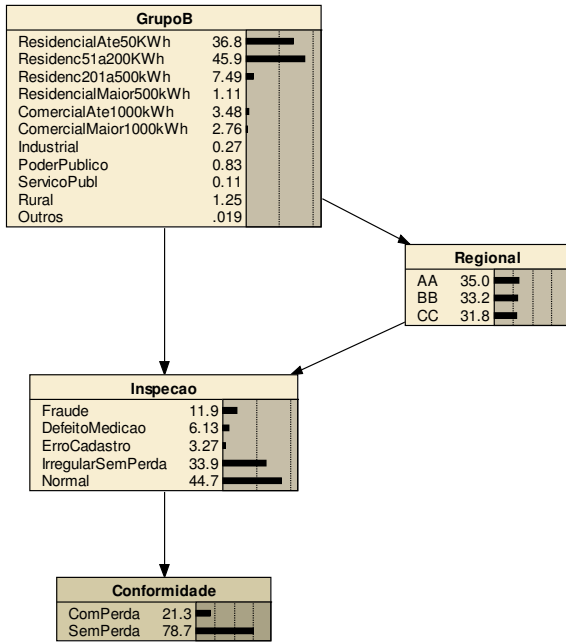 GrupoB
ResidencialAte50KWh 36.8
Residenc51a200KWh 45.9
Residenc201a500kWh 7.49
ResidencialMaior500kWh 1.11
ComercialAte1000kWh 3.48
ComercialMaior1000kWh 2.76
Industrial 0.27
PoderPublico 0.83
ServicoPubl 0.11
Rural 1.25
Outros .019
Regional
AA 35.0
BB 33.2
CC 31.8
Inspecao
Fraude 11.9
DefeitoMedicao 6.13
ErroCadastro 3.27
IrregularSemPerda 33.9
Normal 44.7
Conformidade
ComPerda 21.3
SemPerda 78.7